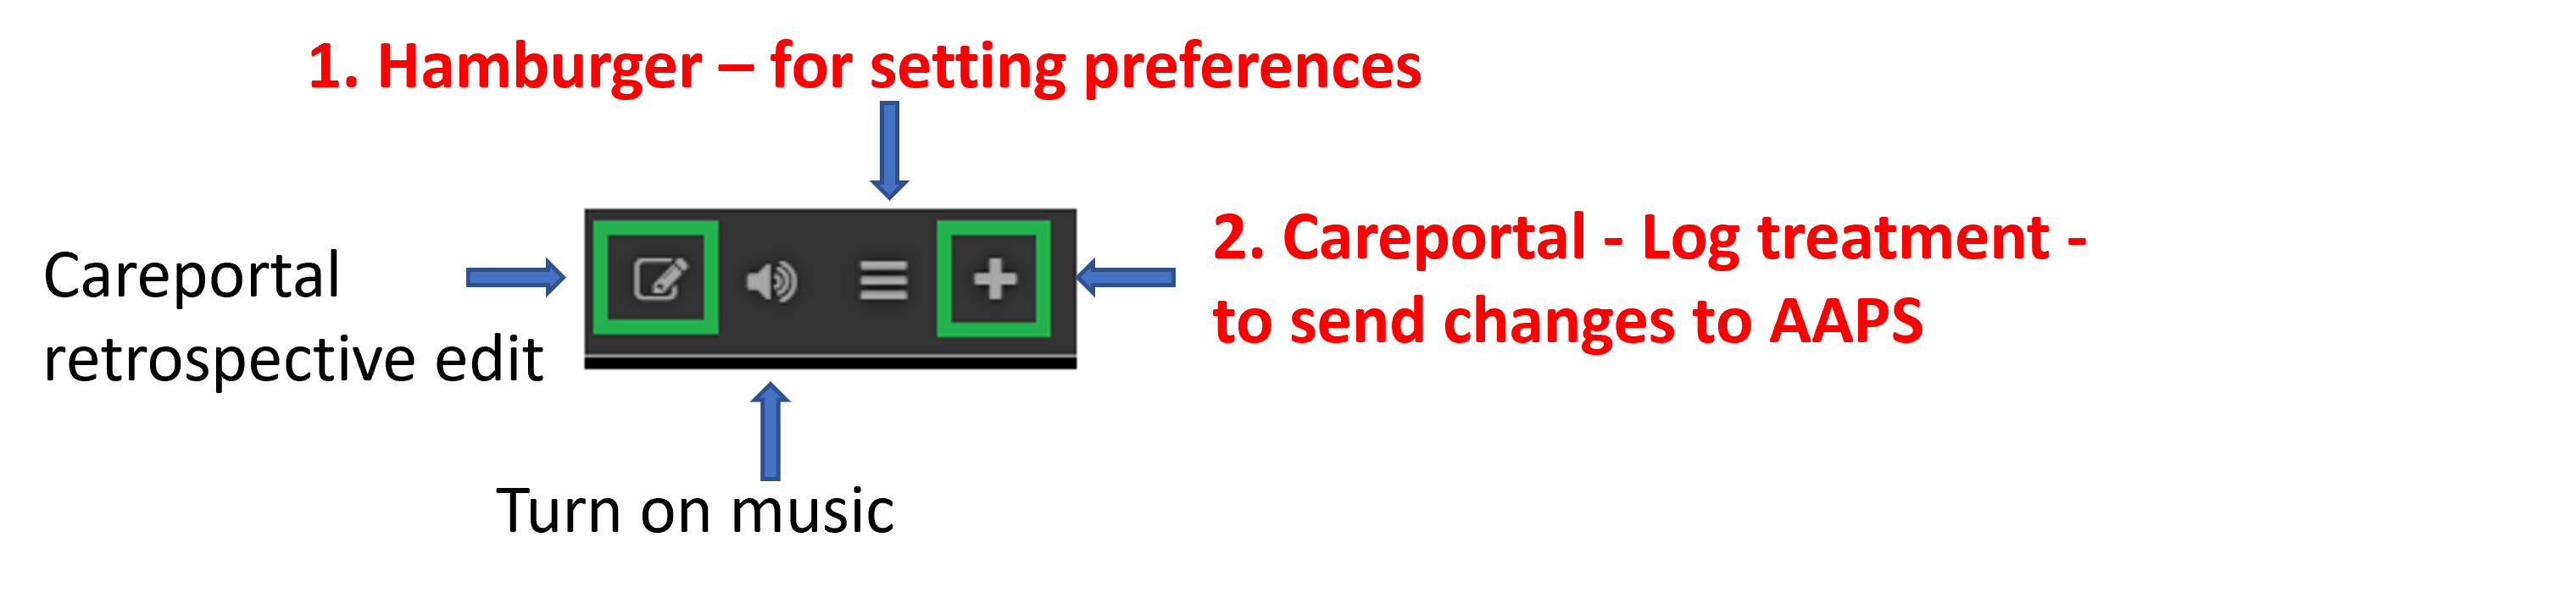 1. Hamburger – for setting preferences
Careportal
retrospective edit
2. Careportal - Log treatment -
to send changes to AAPS
Turn on music